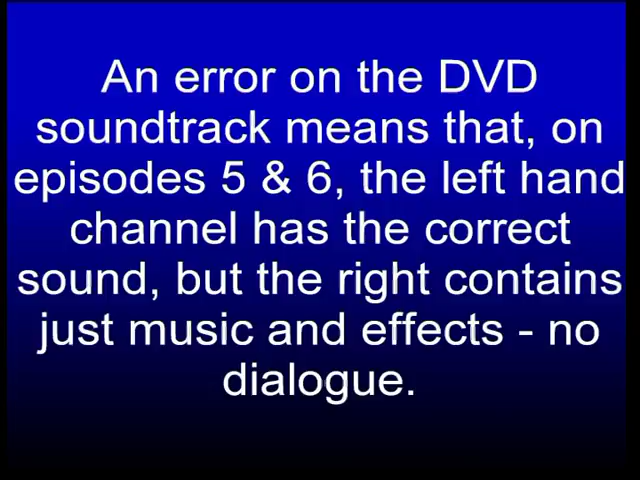 An error on the DVD
soundtrack means that, on
episodes 5 & 6, the left hand
channel has the correct
sound, but the right contains
just music and effects - no
dialogue.